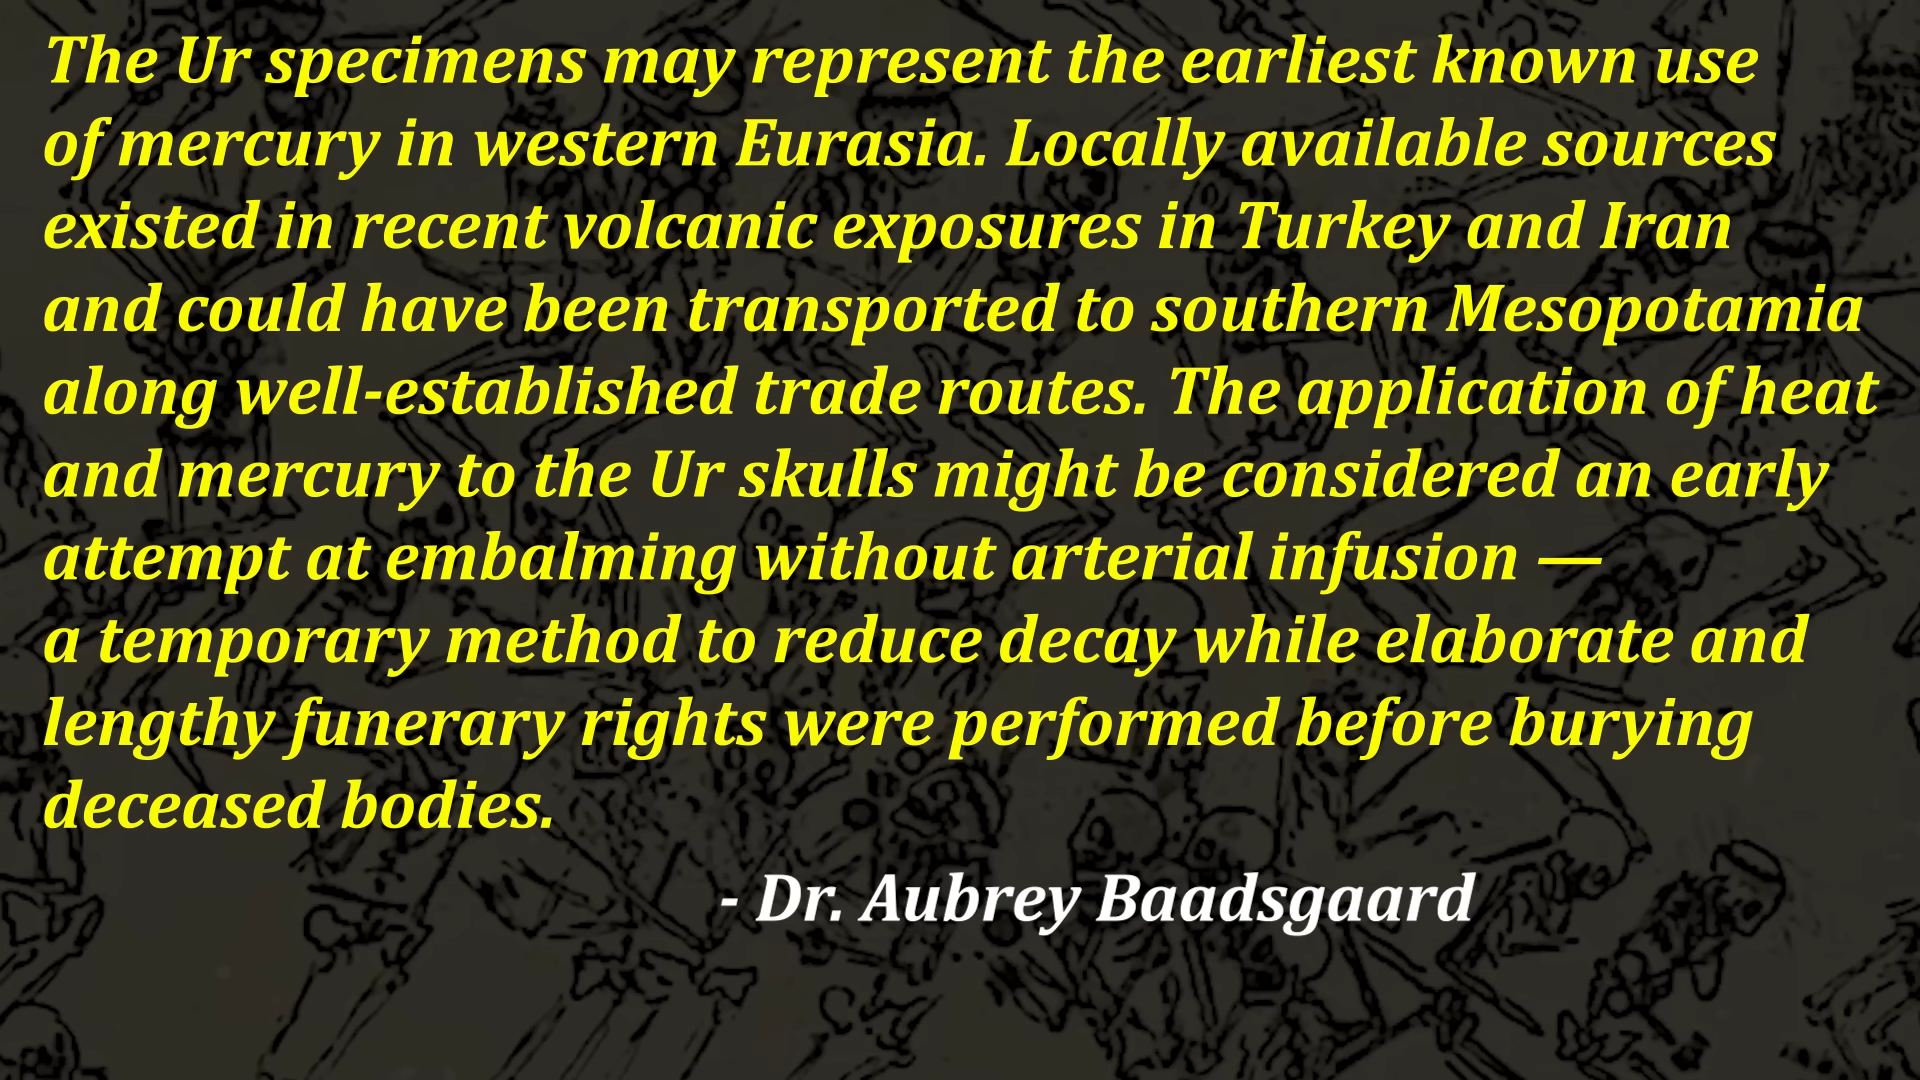 The Ur specimens may represent the earliest known use
of mercury in western Eurasia. Locally available sources
existed in recent volcanic exposures in Turkey and Iran
and could have been transported to southern Mesopotamia
along well-established trade routes. The application of heat
and mercury to the Ur skulls might be considered an early
attempt at embalming without arterial infusion —
a temporary method to reduce decay while elaborate and
lengthy funerary rights were performed before burying
deceased bodies.
- Dr. Aubrey Baadsgaard